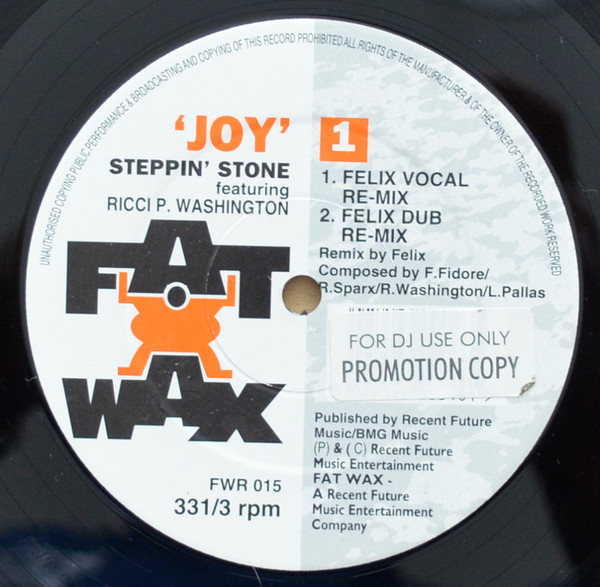 UNAUTHORISED COPYING PUBLIC PERFORMANCE & BROADCASTING AND COPYING OF THIS RECORD PROHIBITED ALL RIGHTS OF THE MANUFACTURER & OF THE OWNER OF THE RECORDED WORK RESERVED
'JOY'
STEPPIN' STONE
featuring
RICCI P. WASHINGTON
FAT
WAX
FWR 015
331/3 rpm
1
1. FELIX VOCAL
RE-MIX
2. FELIX DUB
RE-MIX
Remix by Felix
Composed by F.Fidore/
R.Sparx/R.Washington/L.Pallas
FOR DJ USE ONLY
PROMOTION COPY
Published by Recent Future
Music/BMG Music
(P) & (C) Recent Future
Music Entertainment
FAT WAX -
A Recent Future
Music Entertainment
Company